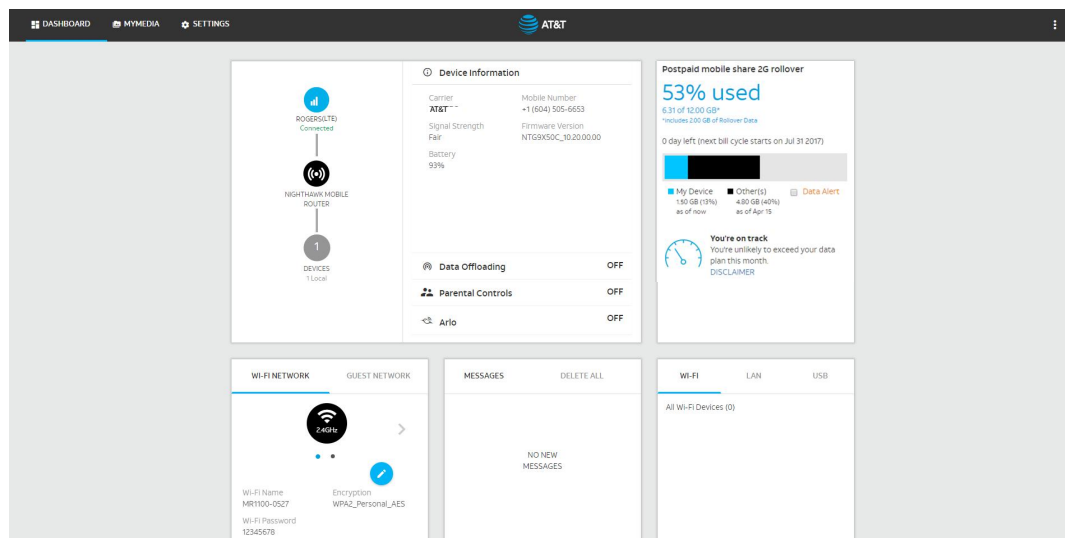 DASHBOARD
MYMEDIA
SETTINGS
AT&T
ROGERS(LTE)
Connected
NIGHTHAWK MOBILE
ROUTER
1
DEVICES
1 Local
Device Information
Carrier
AT&T
Mobile Number
+1 (604) 505-6653
Signal Strength
Fair
Firmware Version
NTG9X50C_10.20.00.00
Battery
93%
Data Offloading OFF
Parental Controls OFF
Arlo OFF
Postpaid mobile share 2G rollover
53% used
6.31 of 12.00 GB*
*Includes 2.00 GB of Rollover Data
0 day left (next bill cycle starts on Jul 31 2017)
My Device
1.50 GB (13%)
as of now
Other(s)
4.80 GB (40%)
as of Apr 15
Data Alert
You're on track
You're unlikely to exceed your data
plan this month.
DISCLAIMER
WI-FI NETWORK
GUEST NETWORK
2.4GHz
Wi-Fi Name
MR1100-0527
Encryption
WPA2_Personal_AES
Wi-Fi Password
12345678
MESSAGES
DELETE ALL
NO NEW
MESSAGES
WI-FI
LAN
USB
All Wi-Fi Devices (0)